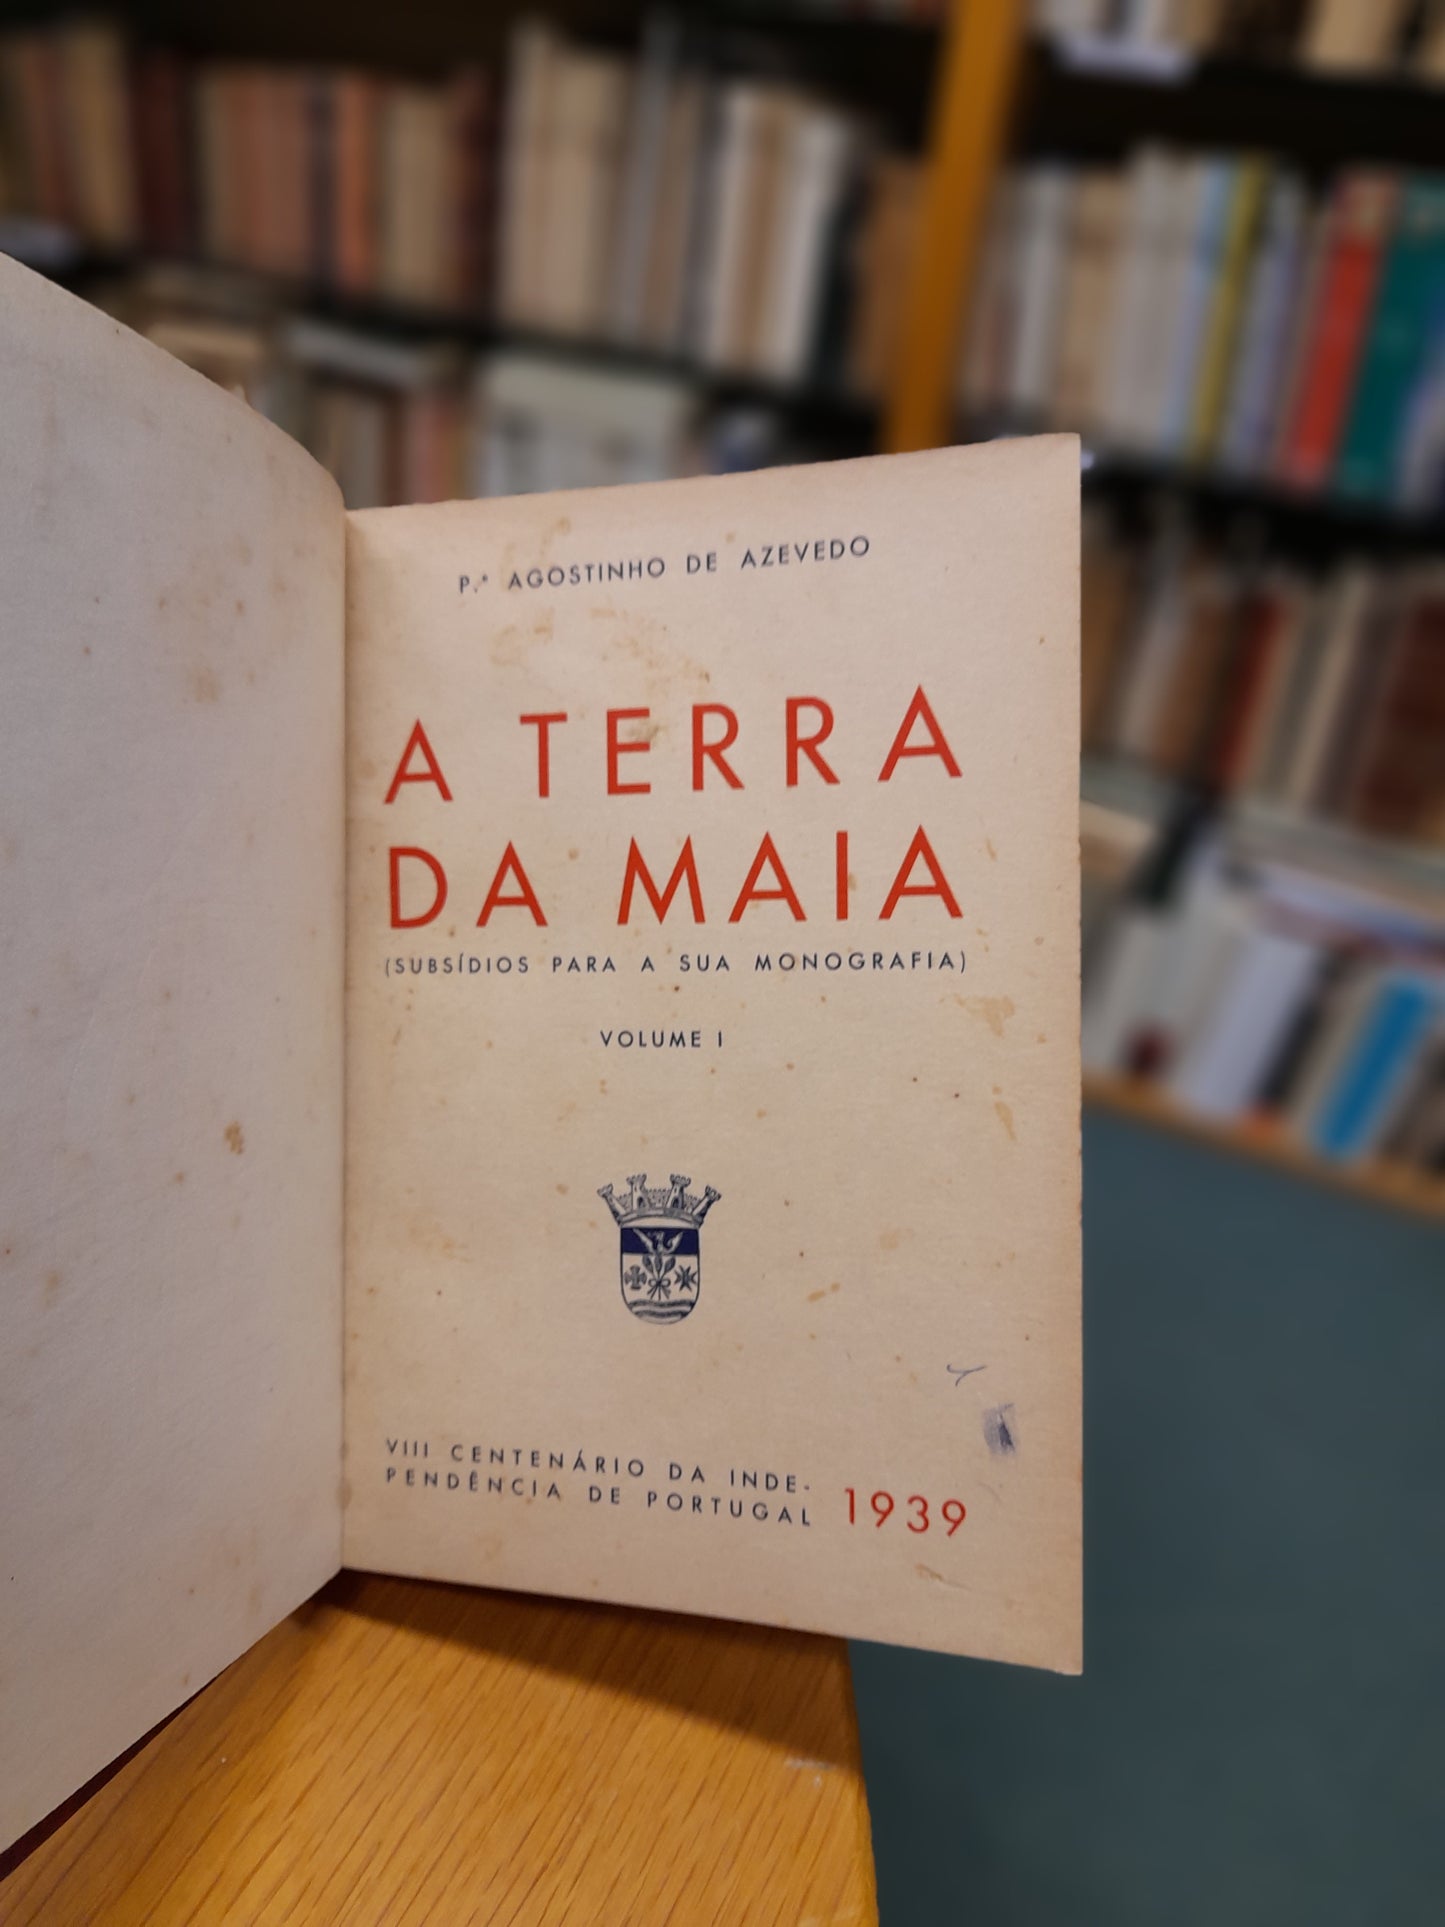 P.ᵉ AGOSTINHO DE AZEVEDO
A TERRA
DA MAIA
(SUBSÍDIOS PARA A SUA MONOGRAFIA)
VOLUME I
VIII CENTENÁRIO DA INDE-
PENDÊNCIA DE PORTUGAL 1939